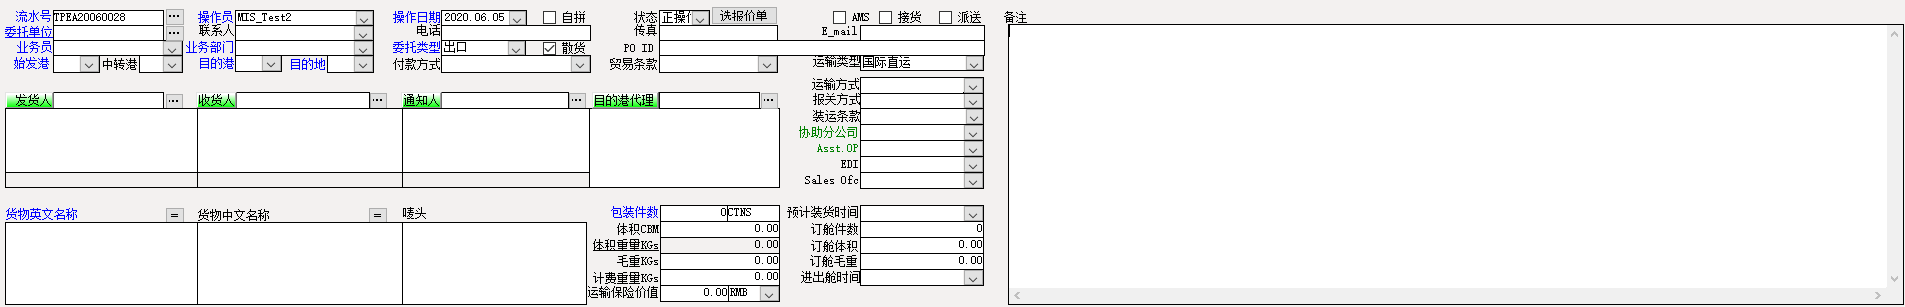 流水号 TPEA20060028 ... 操作员 MIS_Test2 操作日期 2020.06.05 自拼 状态 正操作 选报价单 AMS 接货 派送 备注
委托单位 ... 联系人 电话 传真 E_mail
业务员 业务部门 委托类型 出口 散货 PO ID
始发港 中转港 目的港 目的地 付款方式 贸易条款 运输类型 国际直运
运输方式
发货人 ... 收货人 ... 通知人 ... 目的港代理 ... 报关方式
装运条款
协助分公司
Asst.OP
EDI
Sales Ofc
货物英文名称 = 货物中文名称 = 唛头 包装件数 0 CTNS 预计装货时间
体积CBM 0.00 订舱件数 0
体积重量KGs 0.00 订舱体积 0.00
毛重KGs 0.00 订舱毛重 0.00
计费重量KGs 0.00 进出舱时间
运输保险价值 0.00 RMB